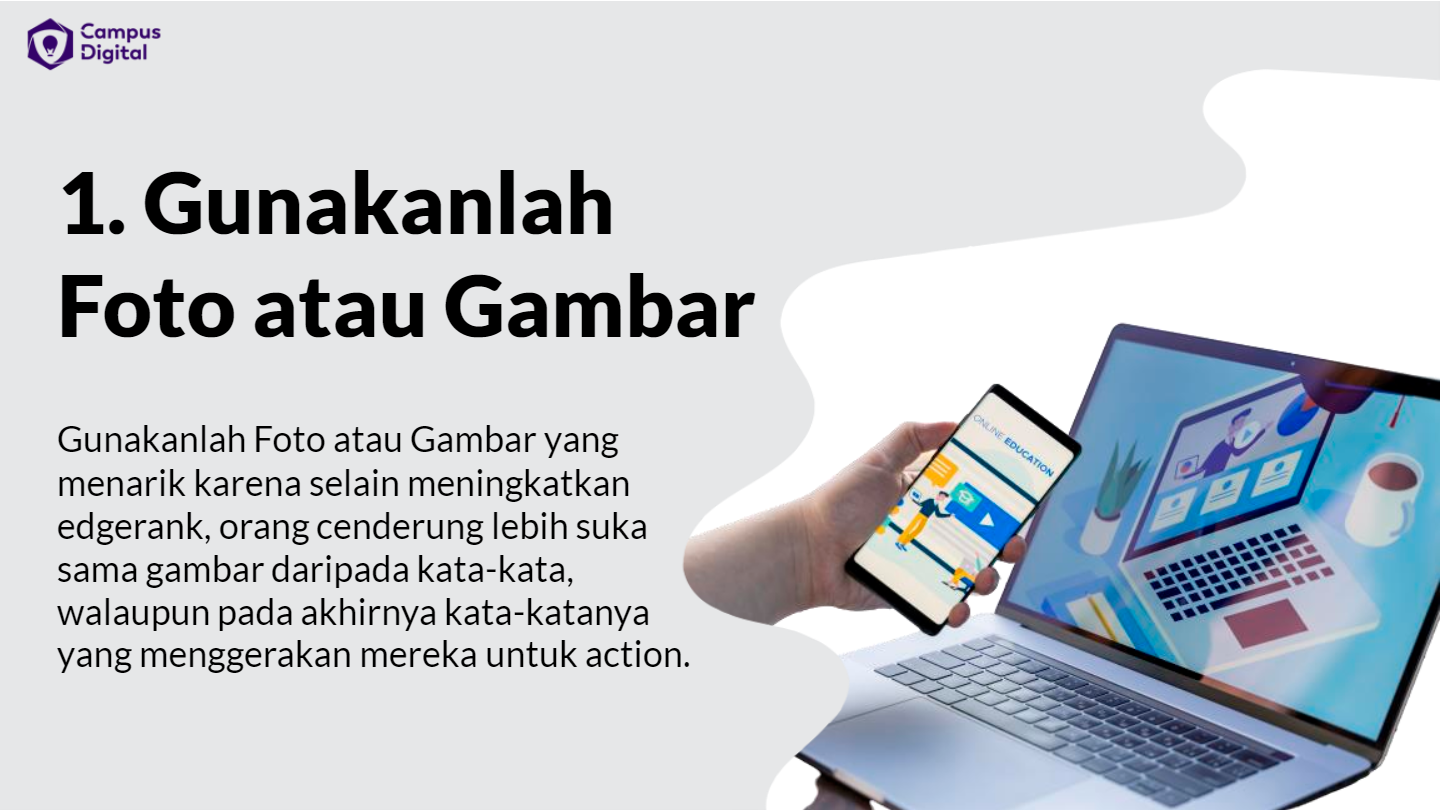 Campus
Digital
1. Gunakanlah
Foto atau Gambar
Gunakanlah Foto atau Gambar yang
menarik karena selain meningkatkan
edgerank, orang cenderung lebih suka
sama gambar daripada kata-kata,
walaupun pada akhirnya kata-katanya
yang menggerakan mereka untuk action.
ONLINE EDUCATION